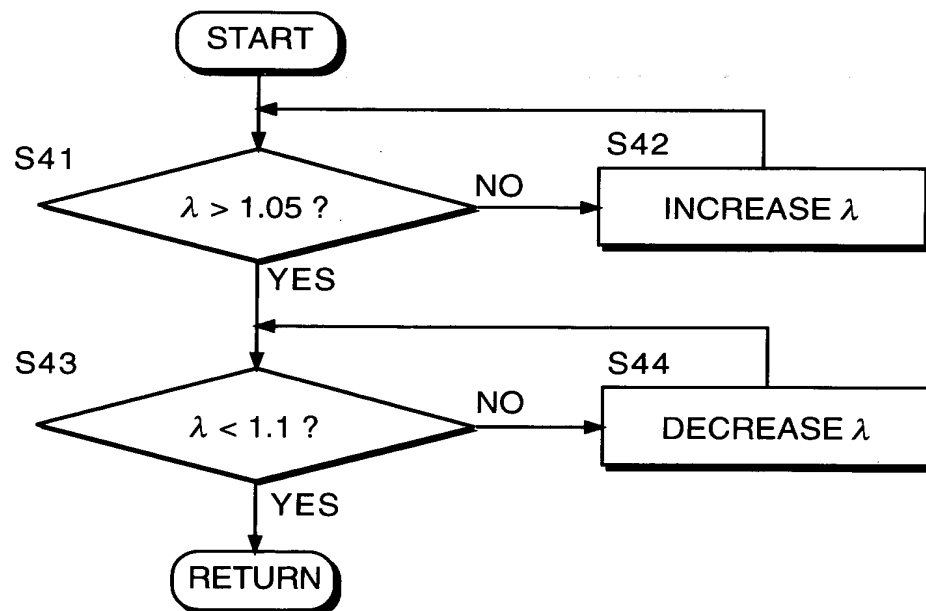 START
S41
λ > 1.05 ?
NO
S42
INCREASE λ
YES
S43
λ < 1.1 ?
NO
S44
DECREASE λ
YES
RETURN